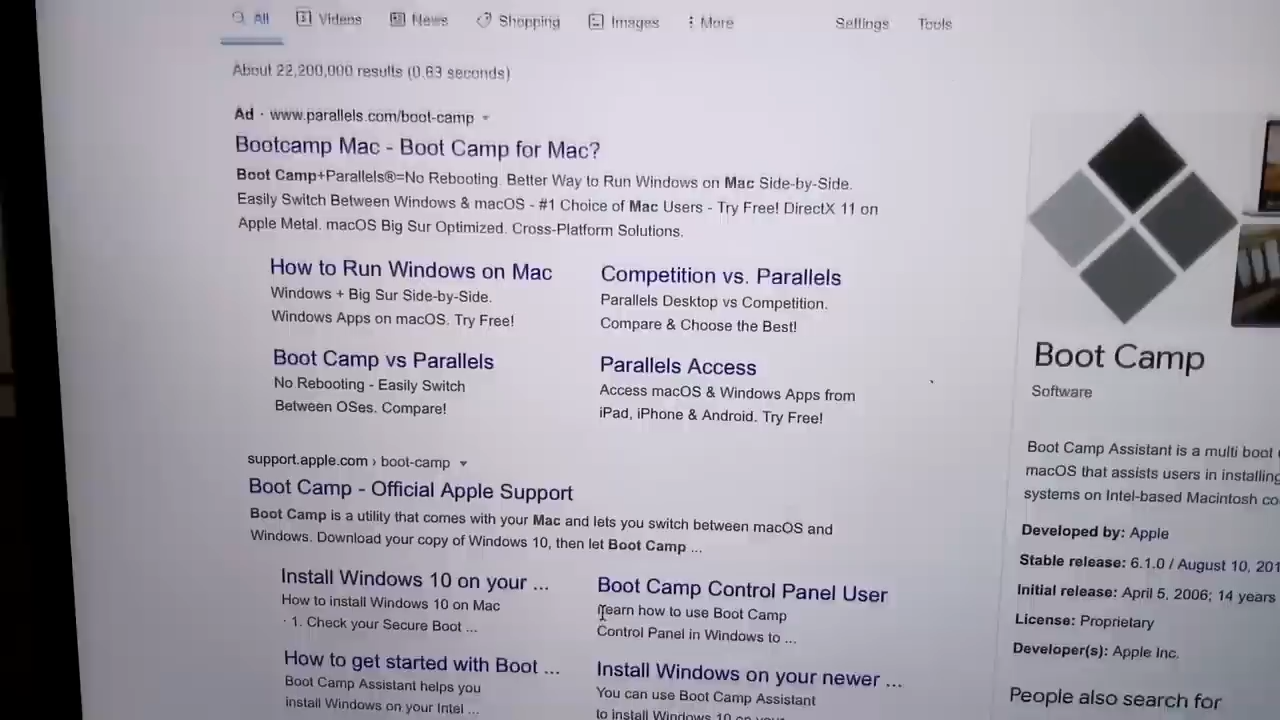 All Videos News Shopping Images More Settings Tools
About 22,200,000 results (0.63 seconds)
Ad · www.parallels.com/boot-camp
Bootcamp Mac - Boot Camp for Mac?
Boot Camp+Parallels®=No Rebooting. Better Way to Run Windows on Mac Side-by-Side.
Easily Switch Between Windows & macOS - #1 Choice of Mac Users - Try Free! DirectX 11 on
Apple Metal. macOS Big Sur Optimized. Cross-Platform Solutions.
How to Run Windows on Mac
Windows + Big Sur Side-by-Side.
Windows Apps on macOS. Try Free!
Competition vs. Parallels
Parallels Desktop vs Competition.
Compare & Choose the Best!
Boot Camp vs Parallels
No Rebooting - Easily Switch
Between OSes. Compare!
Parallels Access
Access macOS & Windows Apps from
iPad, iPhone & Android. Try Free!
support.apple.com › boot-camp
Boot Camp - Official Apple Support
Boot Camp is a utility that comes with your Mac and lets you switch between macOS and
Windows. Download your copy of Windows 10, then let Boot Camp ...
Install Windows 10 on your ...
How to install Windows 10 on Mac
· 1. Check your Secure Boot ...
Boot Camp Control Panel User
Learn how to use Boot Camp
Control Panel in Windows to ...
How to get started with Boot ...
Boot Camp Assistant helps you
install Windows on your Intel ...
Install Windows on your newer ...
You can use Boot Camp Assistant
to install Windows 10 on your
Boot Camp
Software
Boot Camp Assistant is a multi boot
macOS that assists users in installing
systems on Intel-based Macintosh co
Developed by: Apple
Stable release: 6.1.0 / August 10, 201
Initial release: April 5, 2006; 14 years
License: Proprietary
Developer(s): Apple Inc.
People also search for